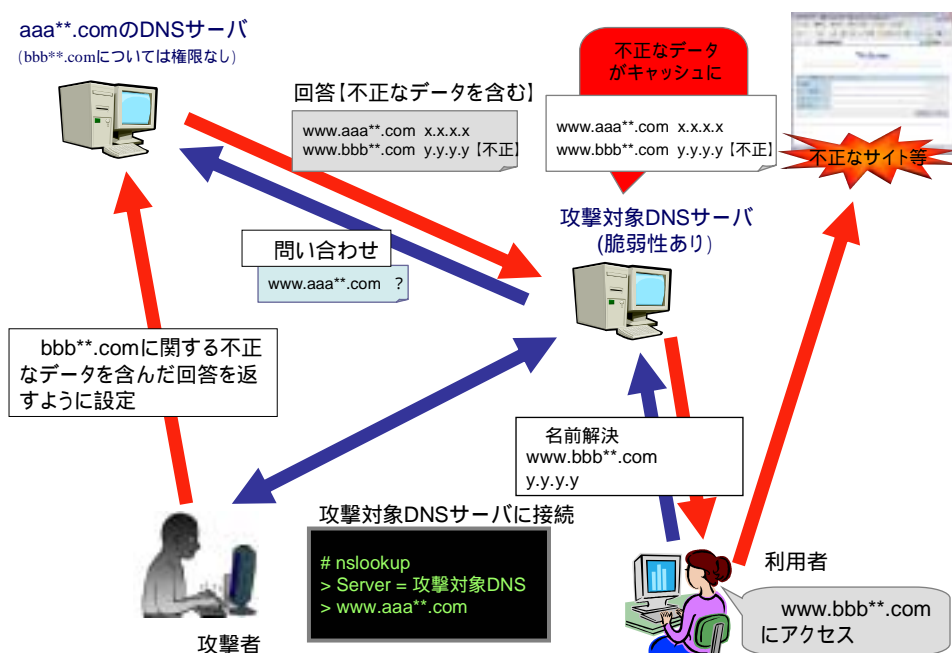 aaa**.comのDNSサーバ
(bbb**.comについては権限なし)
回答【不正なデータを含む】
www.aaa**.com x.x.x.x
www.bbb**.com y.y.y.y【不正】
不正なデータ
がキャッシュに
www.aaa**.com x.x.x.x
www.bbb**.com y.y.y.y【不正】
不正なサイト等
攻撃対象DNSサーバ
(脆弱性あり)
問い合わせ
www.aaa**.com ?
bbb**.comに関する不正
なデータを含んだ回答を返
すように設定
名前解決
www.bbb**.com
y.y.y.y
攻撃対象DNSサーバに接続
# nslookup
> Server = 攻撃対象DNS
> www.aaa**.com
攻撃者
利用者
www.bbb**.com
にアクセス